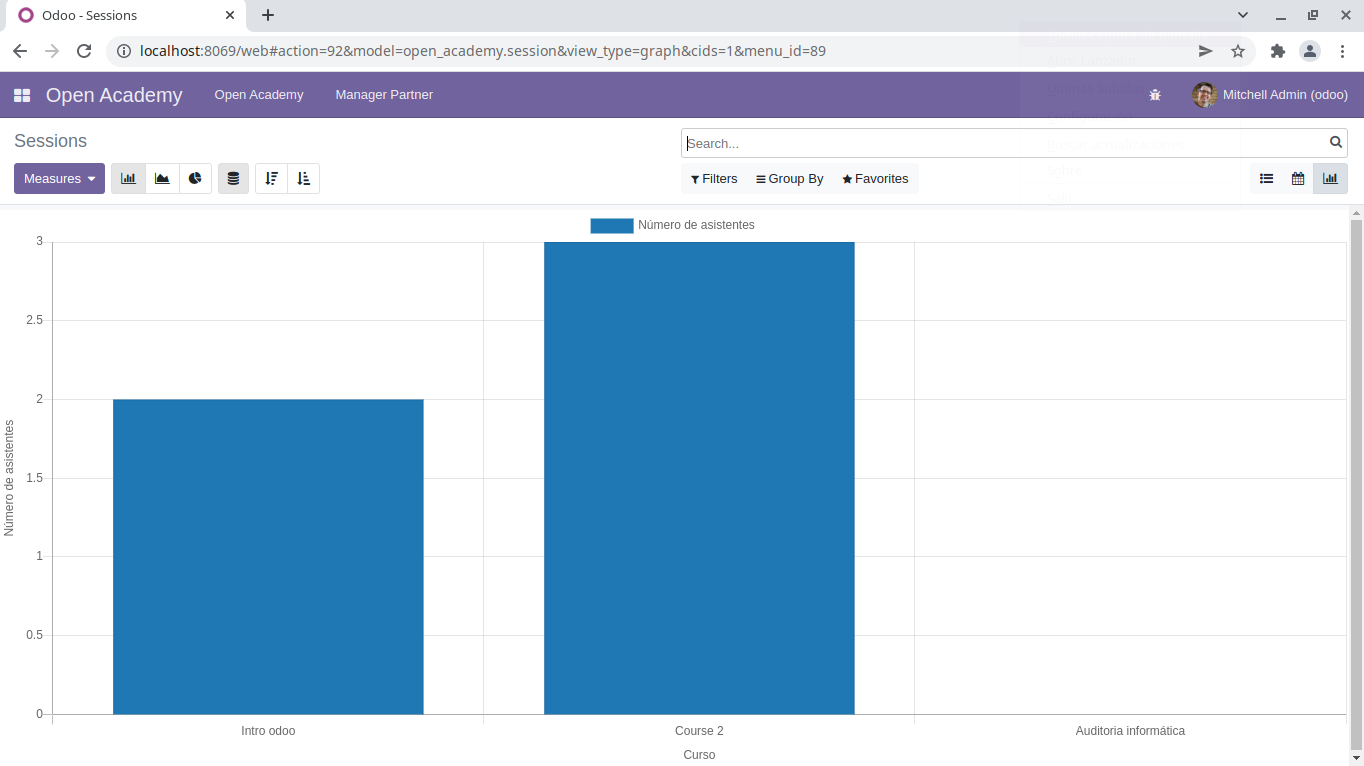 Odoo - Sessions
localhost:8069/web#action=92&model=open_academy.session&view_type=graph&cids=1&menu_id=89
Open Academy Open Academy Manager Partner Mitchell Admin (odoo)
Sessions
Search...
Measures Filters Group By Favorites
Número de asistentes
3
2.5
2
1.5
1
0.5
0
Número de asistentes
Intro odoo Course 2 Auditoria informática
Curso